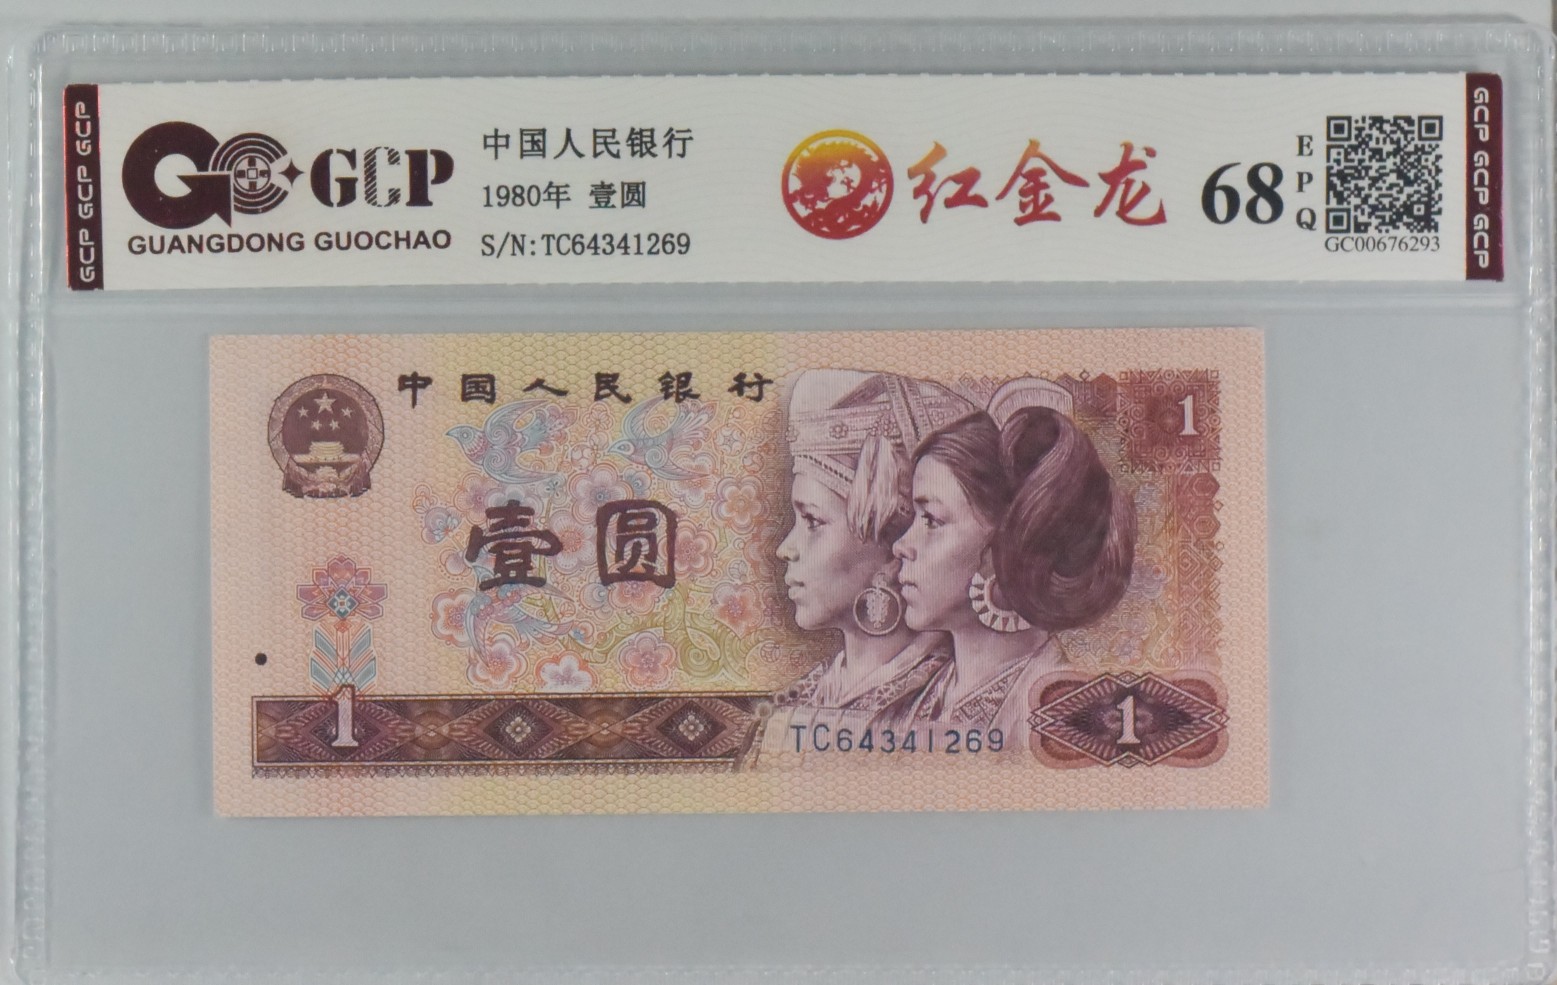 GCP GCP GCP
GCP
GUANGDONG GUOCHAO
中国人民银行
1980年 壹圆
S/N:TC64341269
红金龙
68
EPQ
GC00676293
GCP GCP GCP
中国人民银行
1
壹圆
1
TC64341269
1